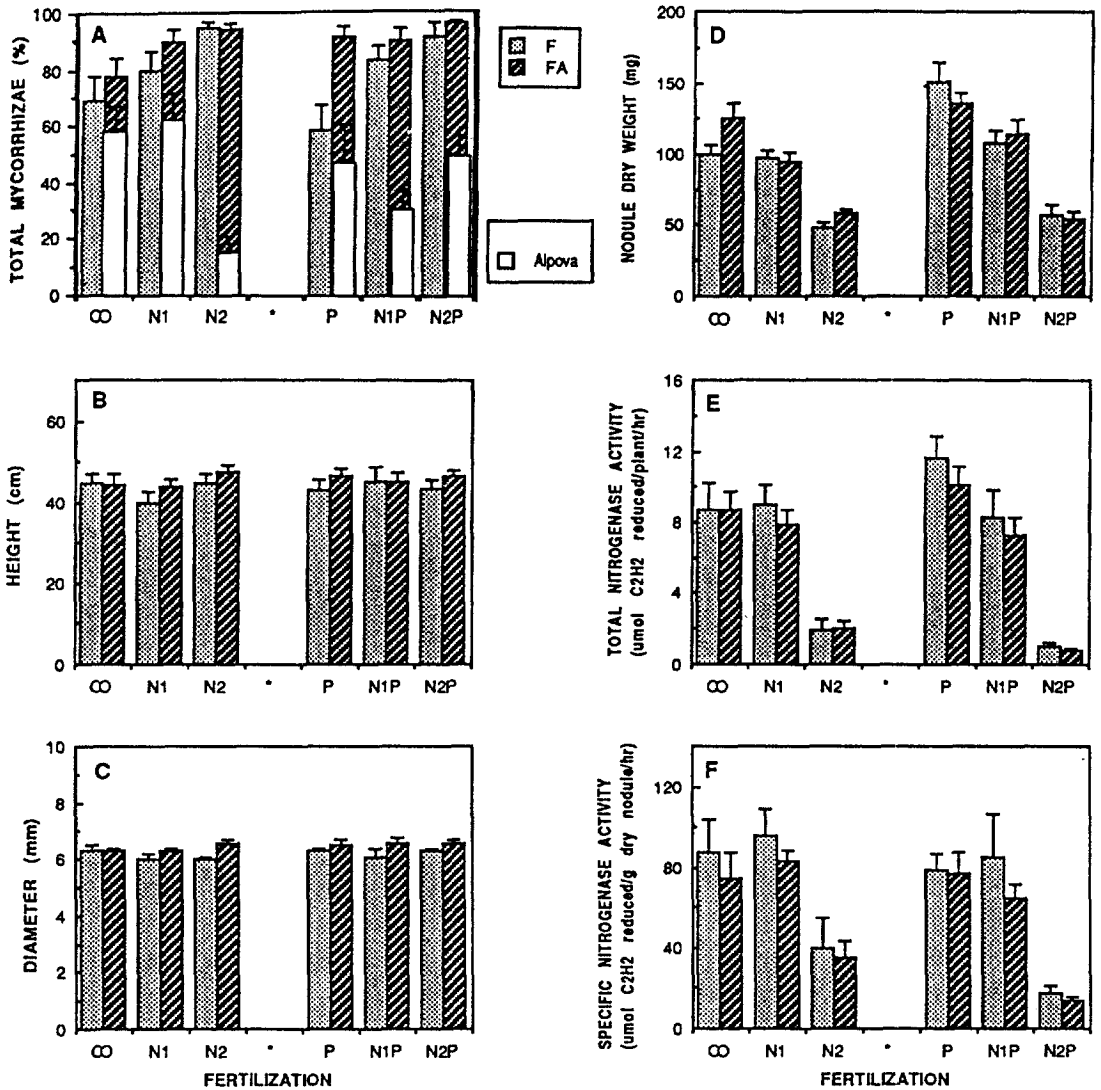 A
TOTAL MYCORRHIZAE (%)
100
80
60
40
20
0
CO N1 N2 * P N1P N2P
F
FA
Alpova
B
HEIGHT (cm)
60
40
20
0
CO N1 N2 * P N1P N2P
C
DIAMETER (mm)
10
8
6
4
2
0
CO N1 N2 * P N1P N2P
FERTILIZATION
D
NODULE DRY WEIGHT (mg)
200
150
100
50
0
CO N1 N2 * P N1P N2P
E
TOTAL NITROGENASE ACTIVITY
(umol C2H2 reduced/plant/hr)
16
12
8
4
0
CO N1 N2 * P N1P N2P
F
SPECIFIC NITROGENASE ACTIVITY
(umol C2H2 reduced/g dry nodule/hr)
120
80
40
0
CO N1 N2 * P N1P N2P
FERTILIZATION